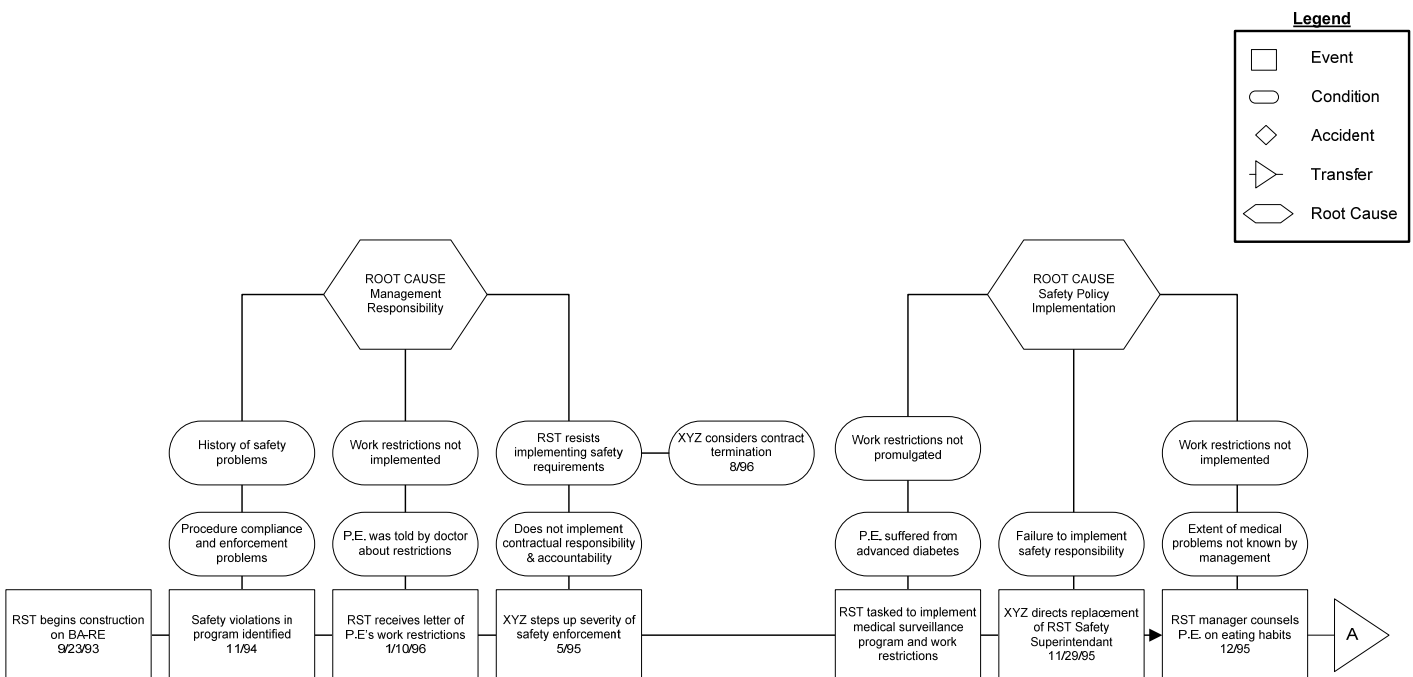 Legend
Event
Condition
Accident
Transfer
Root Cause
ROOT CAUSE
Management
Responsibility
ROOT CAUSE
Safety Policy
Implementation
History of safety
problems
Work restrictions not
implemented
RST resists
implementing safety
requirements
XYZ considers contract
termination
8/96
Work restrictions not
promulgated
Work restrictions not
implemented
Procedure compliance
and enforcement
problems
P.E. was told by doctor
about restrictions
Does not implement
contractual responsibility
& accountability
P.E. suffered from
advanced diabetes
Failure to implement
safety responsibility
Extent of medical
problems not known by
management
RST begins construction
on BA-RE
9/23/93
Safety violations in
program identified
11/94
RST receives letter of
P.E's work restrictions
1/10/96
XYZ steps up severity of
safety enforcement
5/95
RST tasked to implement
medical surveillance
program and work
restrictions
XYZ directs replacement
of RST Safety
Superintendant
11/29/95
RST manager counsels
P.E. on eating habits
12/95
A